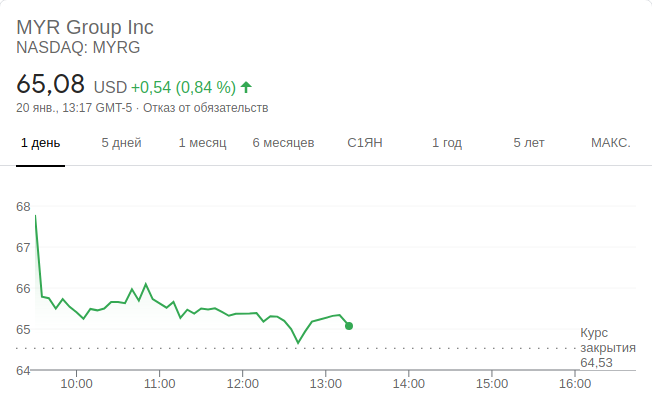 MYR Group Inc
NASDAQ: MYRG
65,08 USD +0,54 (0,84 %)
20 янв., 13:17 GMT-5 · Отказ от обязательств
1 день 5 дней 1 месяц 6 месяцев С1ЯН 1 год 5 лет МАКС.
68
67
66
65
Курс
закрытия
64,53
64
10:00 11:00 12:00 13:00 14:00 15:00 16:00